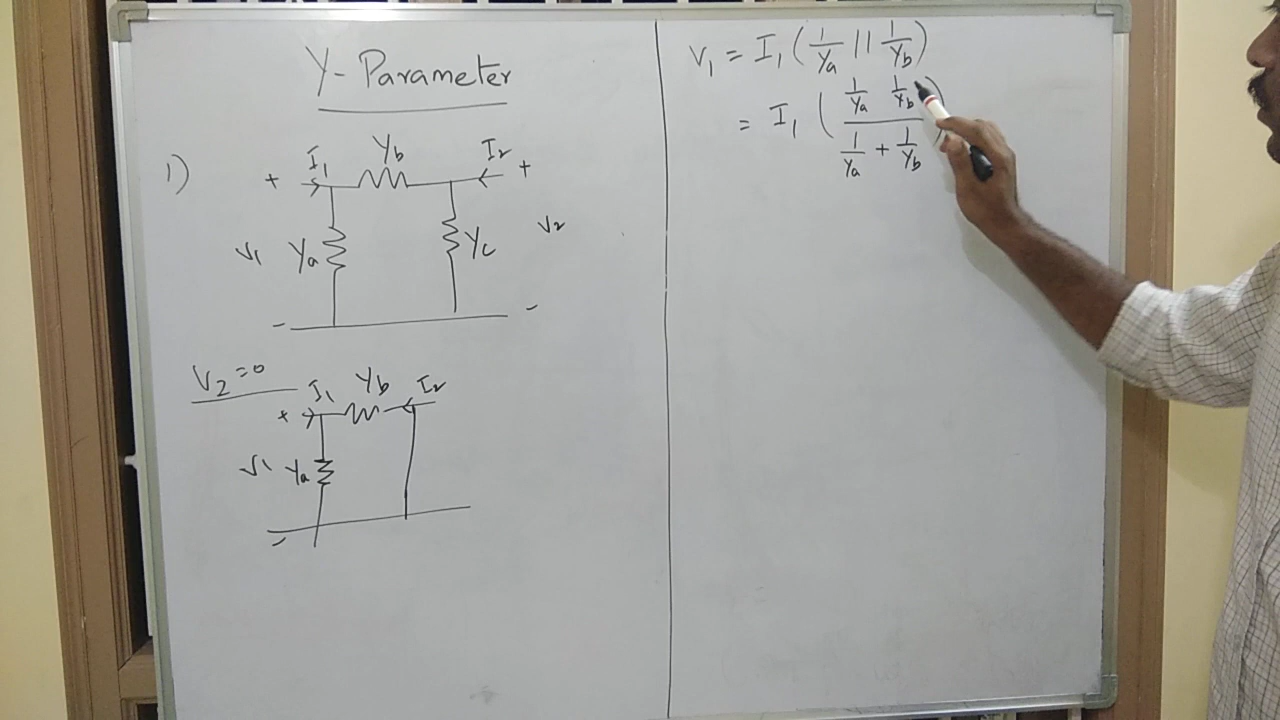 Y-Parameter
1)
I₁ Yb I₂
+ +
V₁ Ya Yc V₂
- -
V₂=0
I₁ Yb I₂
+
V₁ Ya
-
V₁ = I₁ (1/Ya || 1/Yb)
= I₁ (1/Ya 1/Yb / 1/Ya + 1/Yb)